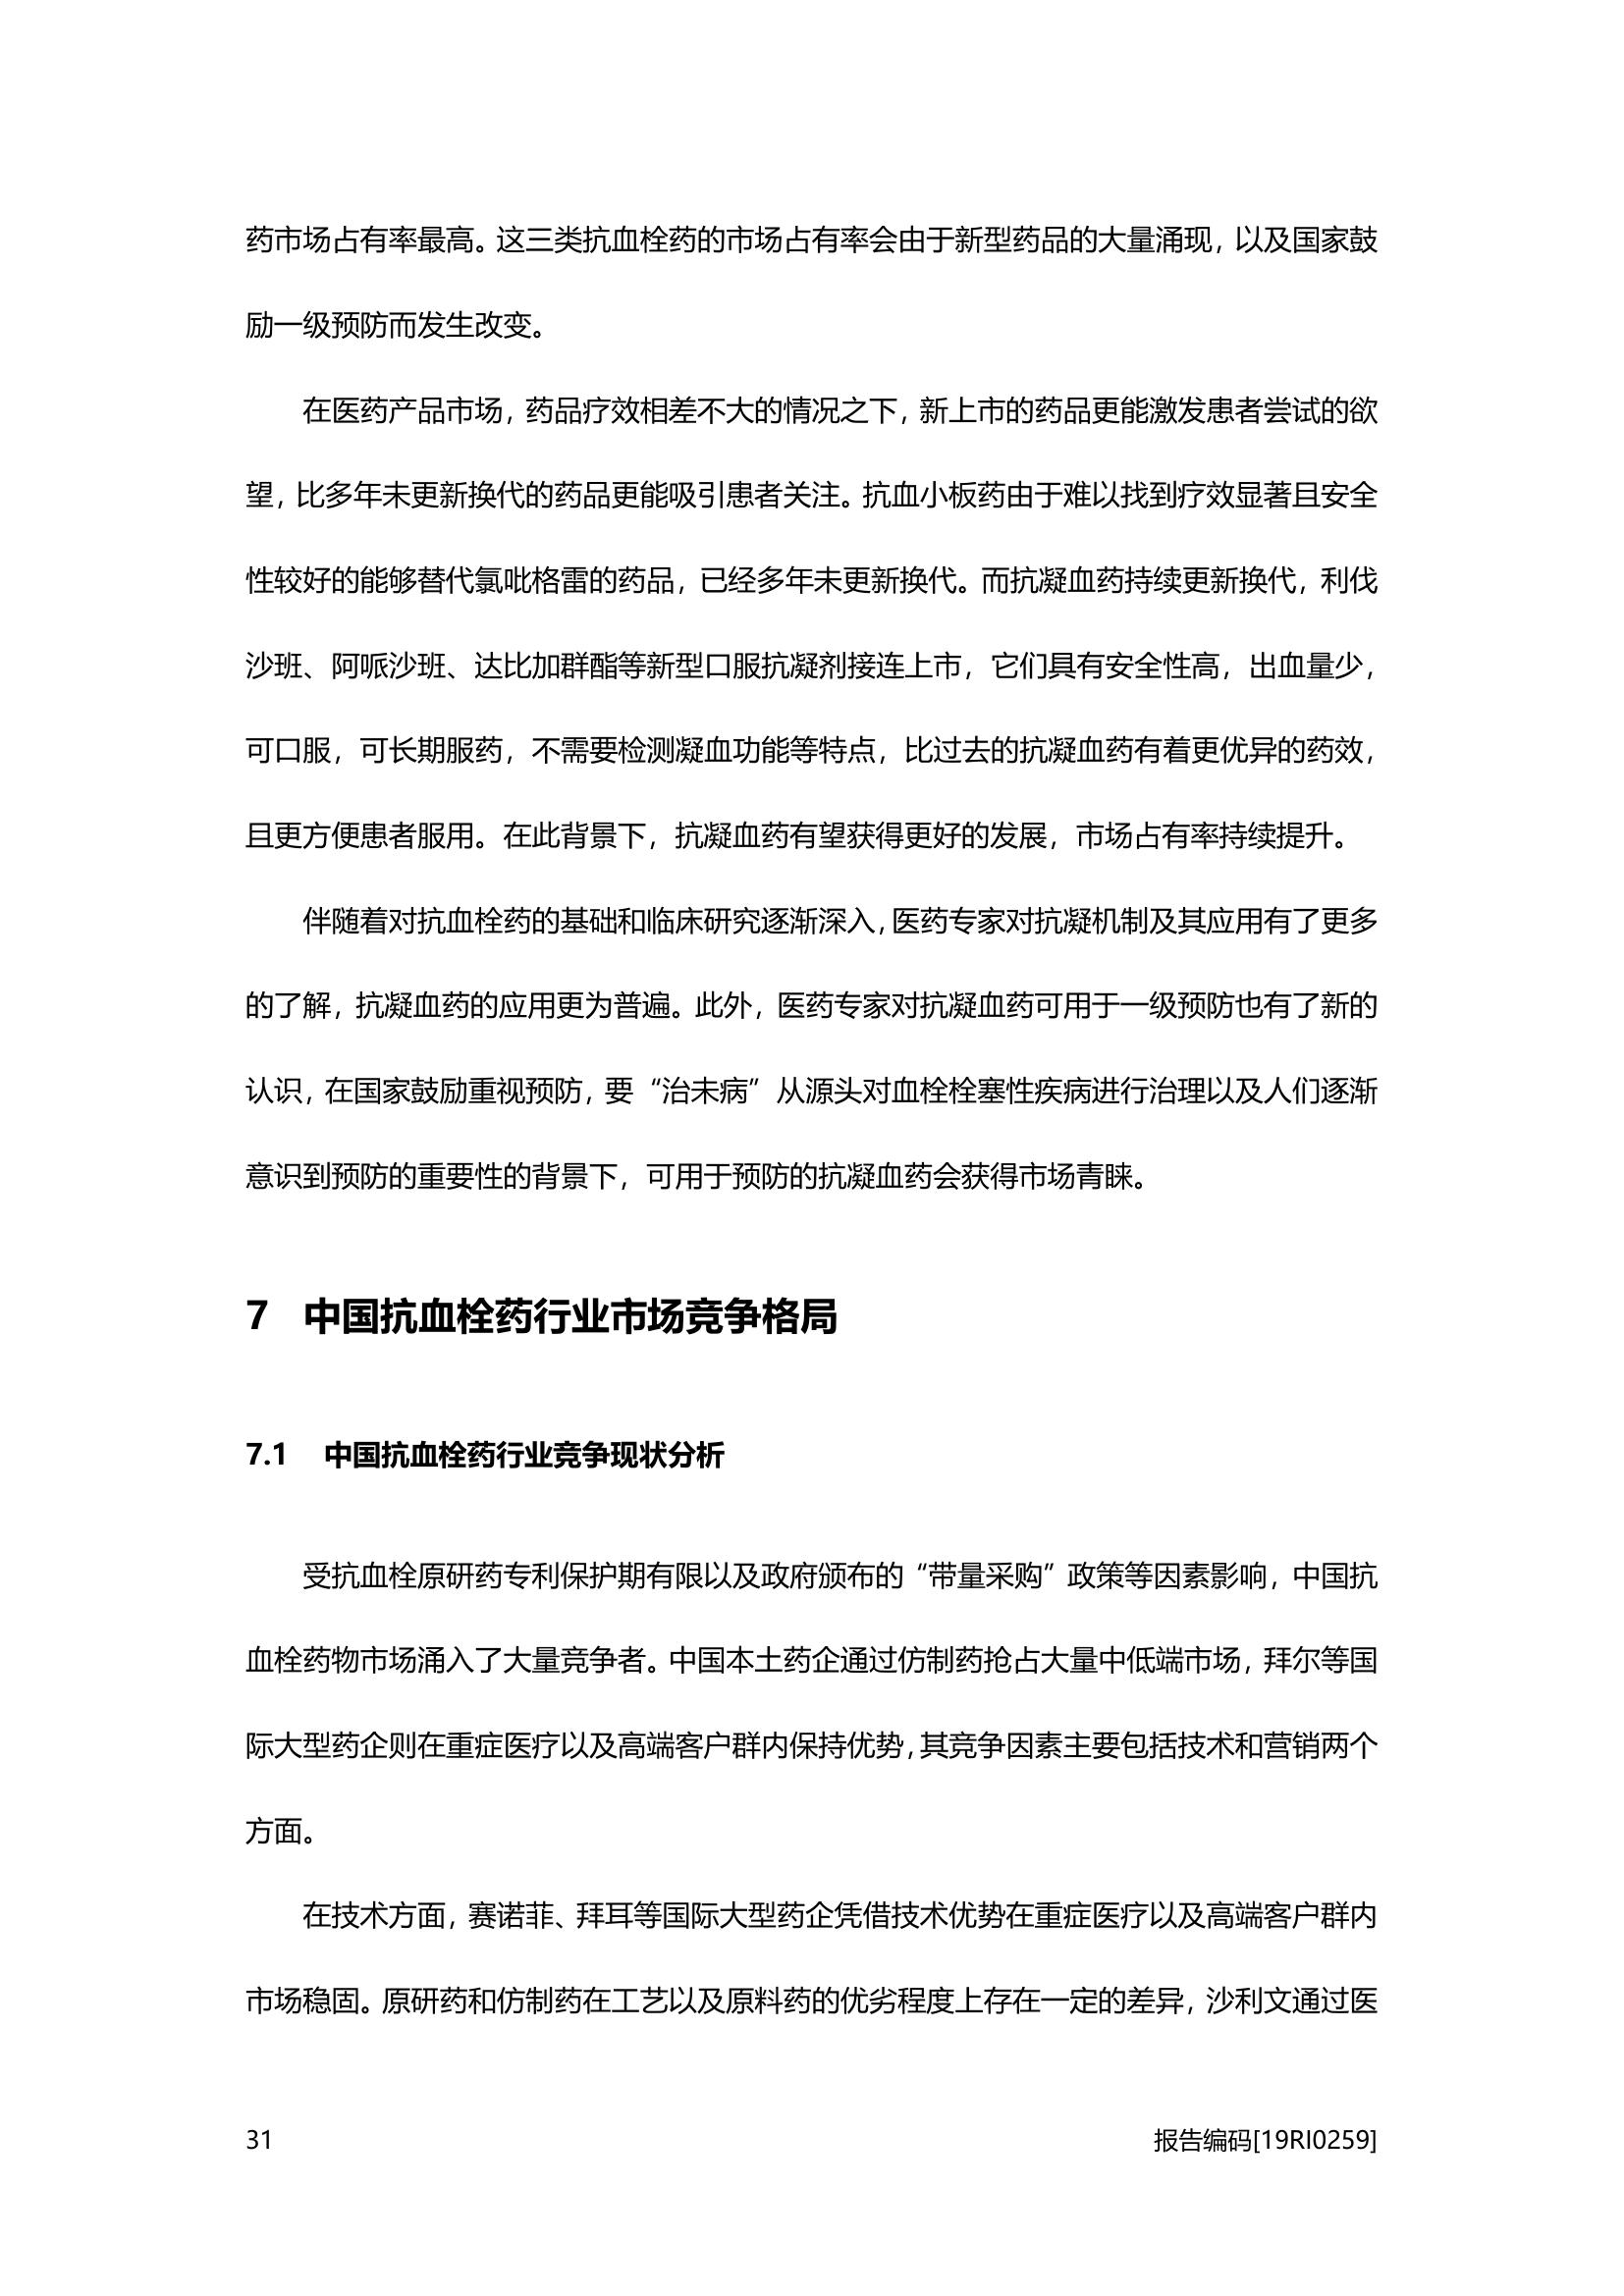 药市场占有率最高。这三类抗血栓药的市场占有率会由于新型药品的大量涌现，以及国家鼓
励一级预防而发生改变。
在医药产品市场，药品疗效相差不大的情况之下，新上市的药品更能激发患者尝试的欲
望，比多年未更新换代的药品更能吸引患者关注。抗血小板药由于难以找到疗效显著且安全
性较好的能够替代氯吡格雷的药品，已经多年未更新换代。而抗凝血药持续更新换代，利伐
沙班、阿哌沙班、达比加群酯等新型口服抗凝剂接连上市，它们具有安全性高，出血量少，
可口服，可长期服药，不需要检测凝血功能等特点，比过去的抗凝血药有着更优异的药效，
且更方便患者服用。在此背景下，抗凝血药有望获得更好的发展，市场占有率持续提升。
伴随着对抗血栓药的基础和临床研究逐渐深入，医药专家对抗凝机制及其应用有了更多
的了解，抗凝血药的应用更为普遍。此外，医药专家对抗凝血药可用于一级预防也有了新的
认识，在国家鼓励重视预防，要“治未病”从源头对血栓栓塞性疾病进行治理以及人们逐渐
意识到预防的重要性的背景下，可用于预防的抗凝血药会获得市场青睐。
7 中国抗血栓药行业市场竞争格局
7.1 中国抗血栓药行业竞争现状分析
受抗血栓原研药专利保护期有限以及政府颁布的“带量采购”政策等因素影响，中国抗
血栓药物市场涌入了大量竞争者。中国本土药企通过仿制药抢占大量中低端市场，拜尔等国
际大型药企则在重症医疗以及高端客户群内保持优势，其竞争因素主要包括技术和营销两个
方面。
在技术方面，赛诺菲、拜耳等国际大型药企凭借技术优势在重症医疗以及高端客户群内
市场稳固。原研药和仿制药在工艺以及原料药的优劣程度上存在一定的差异，沙利文通过医
31 报告编码[19RI0259]